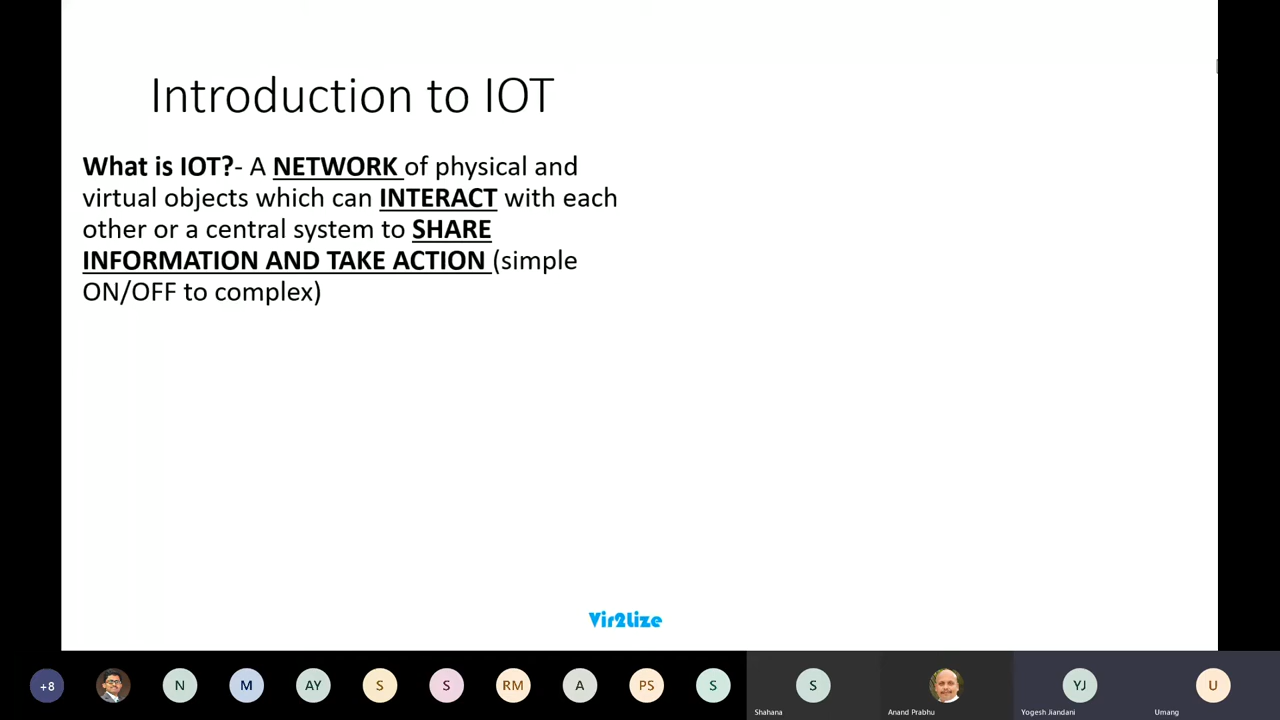 Introduction to IOT
What is IOT?- A NETWORK of physical and
virtual objects which can INTERACT with each
other or a central system to SHARE
INFORMATION AND TAKE ACTION (simple
ON/OFF to complex)
Vir2Lize
+8 N M AY S S RM A PS S S YJ U
Shahana Anand Prabhu Yogesh Jiandani Umang